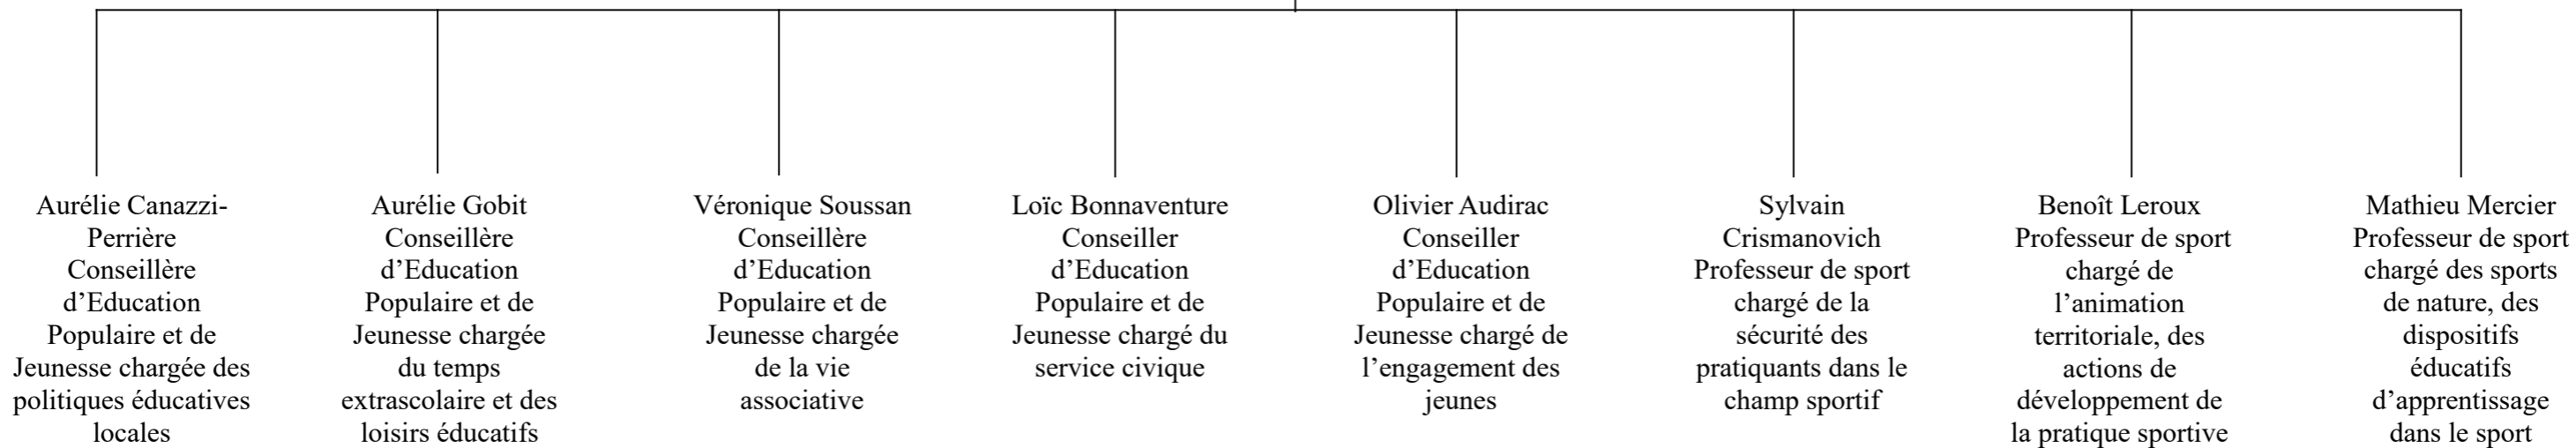 Aurélie Canazzi-
Perrière
Conseillère
d’Education
Populaire et de
Jeunesse chargée des
politiques éducatives
locales
Aurélie Gobit
Conseillère
d’Education
Populaire et de
Jeunesse chargée
du temps
extrascolaire et des
loisirs éducatifs
Véronique Soussan
Conseillère
d’Education
Populaire et de
Jeunesse chargée
de la vie
associative
Loïc Bonnaventure
Conseiller
d’Education
Populaire et de
Jeunesse chargé du
service civique
Olivier Audirac
Conseiller
d’Education
Populaire et de
Jeunesse chargé de
l’engagement des
jeunes
Sylvain
Crismanovich
Professeur de sport
chargé de la
sécurité des
pratiquants dans le
champ sportif
Benoît Leroux
Professeur de sport
chargé de
l’animation
territoriale, des
actions de
développement de
la pratique sportive
Mathieu Mercier
Professeur de sport
chargé des sports
de nature, des
dispositifs
éducatifs
d’apprentissage
dans le sport